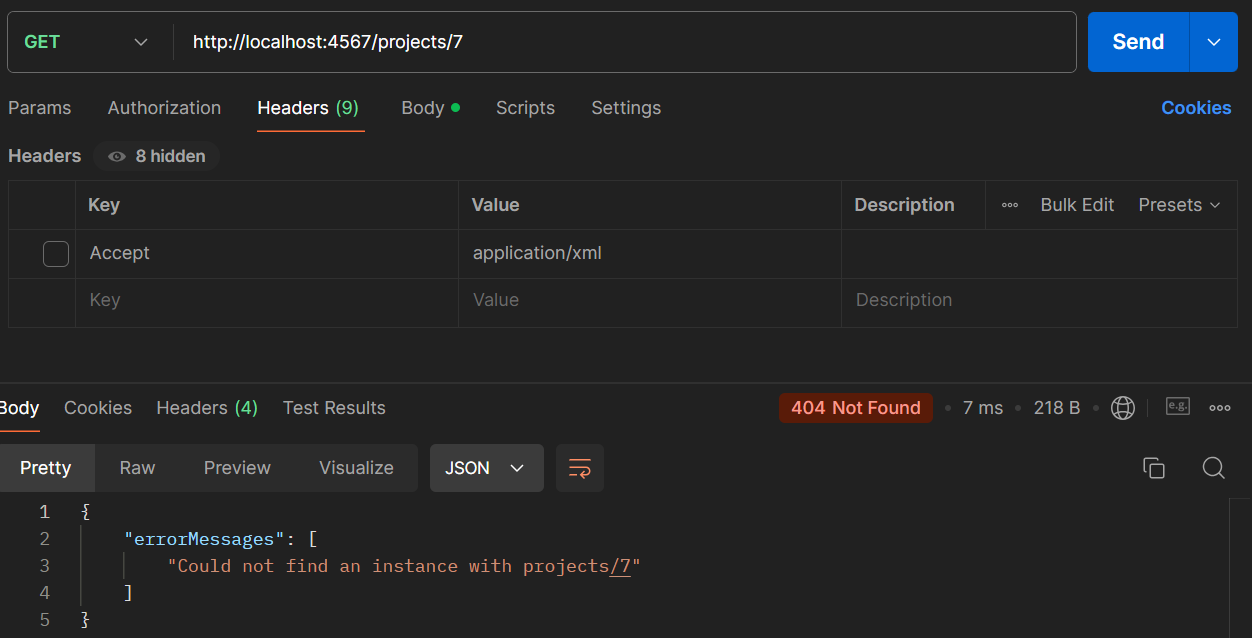 GET http://localhost:4567/projects/7 Send
Params Authorization Headers (9) Body Scripts Settings Cookies
Headers 8 hidden
Key Value Description Bulk Edit Presets
Accept application/xml
Key Value Description
Body Cookies Headers (4) Test Results 404 Not Found 7 ms 218 B e.g.
Pretty Raw Preview Visualize JSON
1 {
2 "errorMessages": [
3 "Could not find an instance with projects/7"
4 ]
5 }